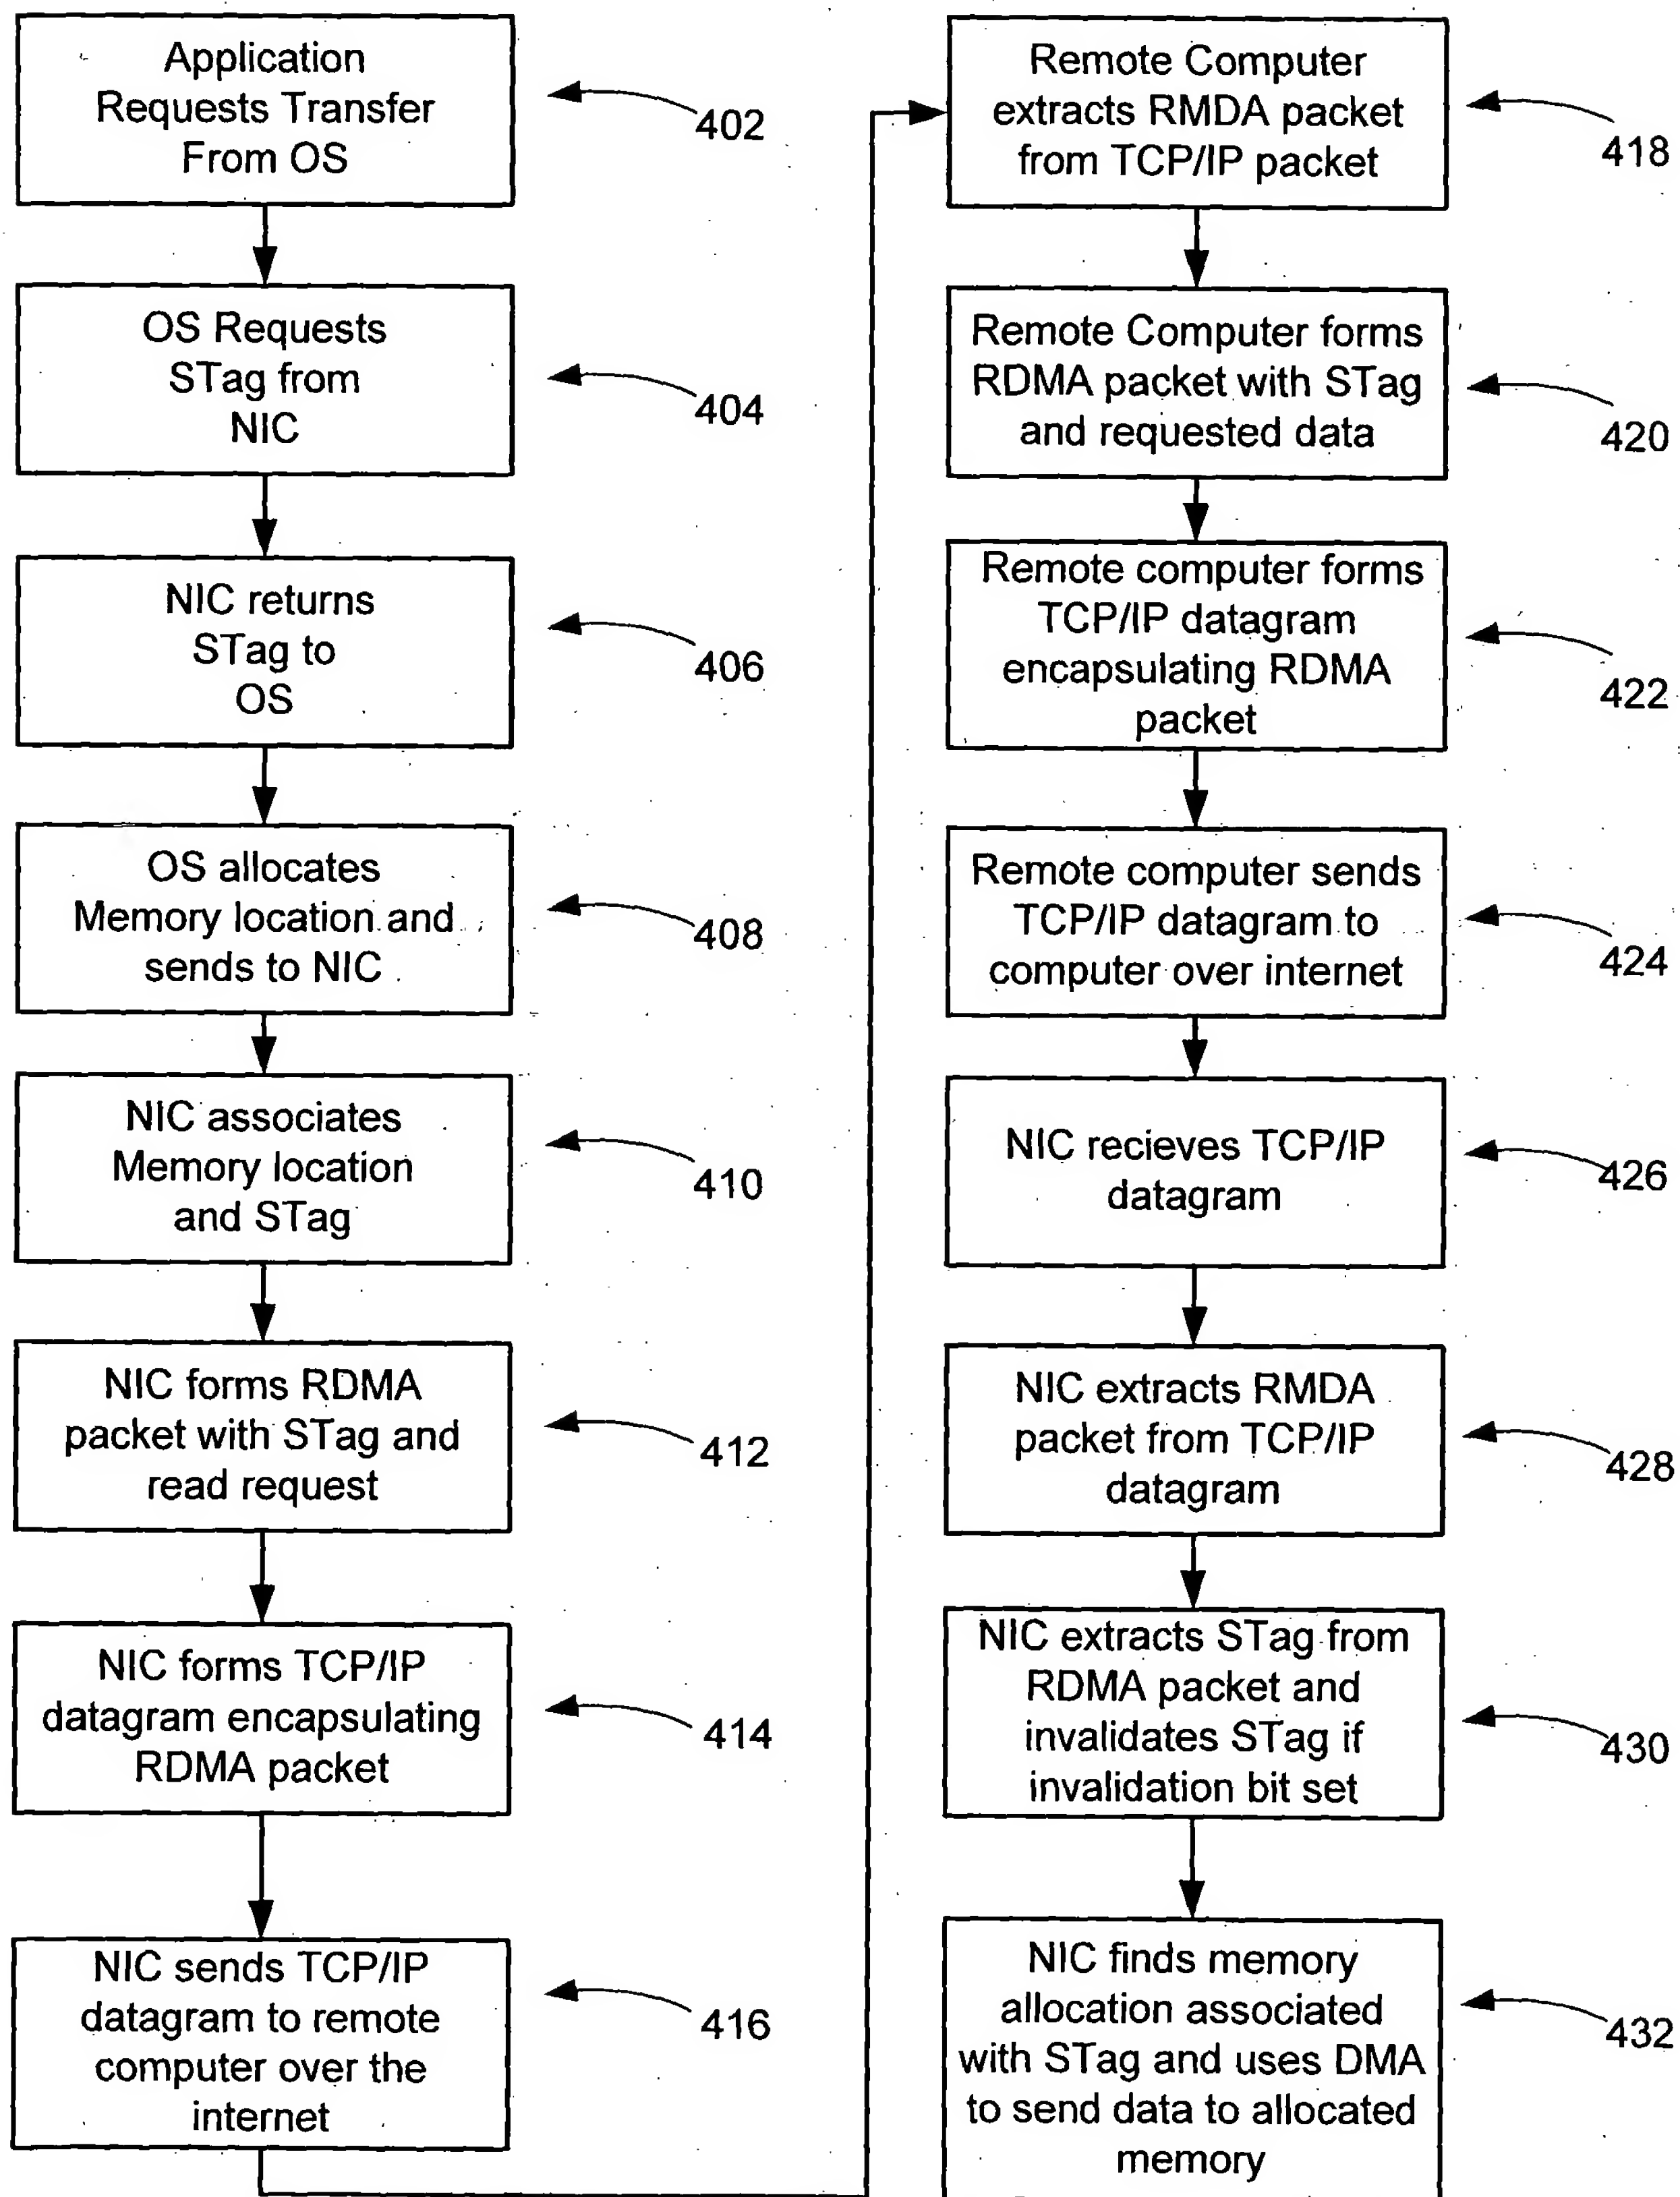 Application
Requests Transfer
From OS
402
OS Requests
STag from
NIC
404
NIC returns
STag to
OS
406
OS allocates
Memory location and
sends to NIC
408
NIC associates
Memory location
and STag
410
NIC forms RDMA
packet with STag and
read request
412
NIC forms TCP/IP
datagram encapsulating
RDMA packet
414
NIC sends TCP/IP
datagram to remote
computer over the
internet
416
Remote Computer
extracts RMDA packet
from TCP/IP packet
418
Remote Computer forms
RDMA packet with STag
and requested data
420
Remote computer forms
TCP/IP datagram
encapsulating RDMA
packet
422
Remote computer sends
TCP/IP datagram to
computer over internet
424
NIC recieves TCP/IP
datagram
426
NIC extracts RMDA
packet from TCP/IP
datagram
428
NIC extracts STag from
RDMA packet and
invalidates STag if
invalidation bit set
430
NIC finds memory
allocation associated
with STag and uses DMA
to send data to allocated
memory
432